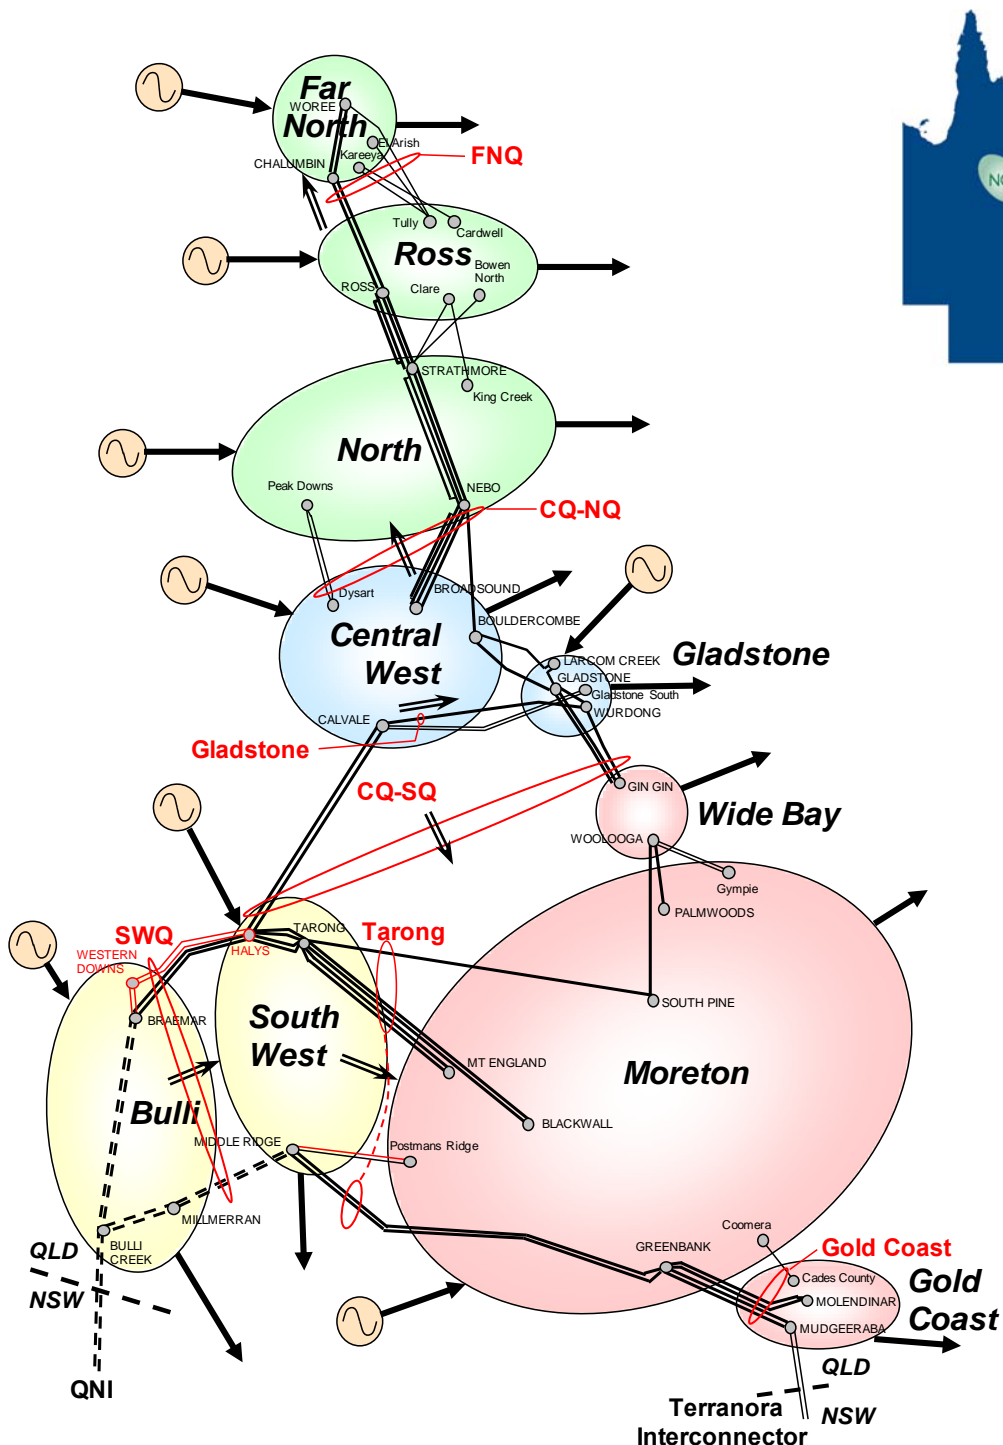 Far
North
WOREE
El Arish
Kareeya
CHALUMBIN
FNQ
Tully
Cardwell
Ross
Bowen
North
ROSS
Clare
STRATHMORE
King Creek
North
Peak Downs
NEBO
CQ-NQ
Dysart
BROADSOUND
BOULDERCOMBE
Central
West
LARCOM CREEK
Gladstone
GLADSTONE
Gladstone South
WURDONG
CALVALE
Gladstone
CQ-SQ
GIN GIN
Wide Bay
WOOLOOGA
Gympie
PALMWOODS
SWQ
TARONG
Tarong
WESTERN
DOWNS
HALYS
SOUTH PINE
BRAEMAR
South
West
MT ENGLAND
Moreton
Bulli
BLACKWALL
MIDDLE RIDGE
Postmans Ridge
MILLMERRAN
BULLI
CREEK
QLD
NSW
QNI
Coomera
GREENBANK
Gold Coast
Cades County
Gold
Coast
MOLENDINAR
MUDGEERABA
QLD
NSW
Terranora
Interconnector